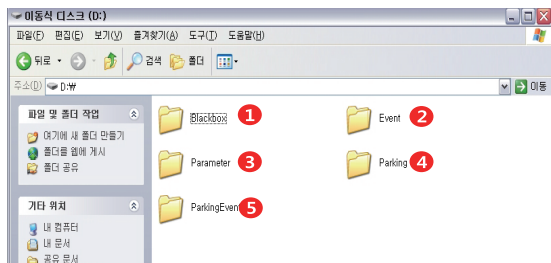 이동식 디스크 (D:)
파일(F) 편집(E) 보기(V) 즐겨찾기(A) 도구(T) 도움말(H)
뒤로 검색 폴더
주소(D) D:\ 이동
파일 및 폴더 작업
여기에 새 폴더 만들기
폴더를 웹에 게시
폴더 공유
기타 위치
내 컴퓨터
내 문서
공유 문서
Blackbox 1
Event 2
Parameter 3
Parking 4
ParkingEvent 5